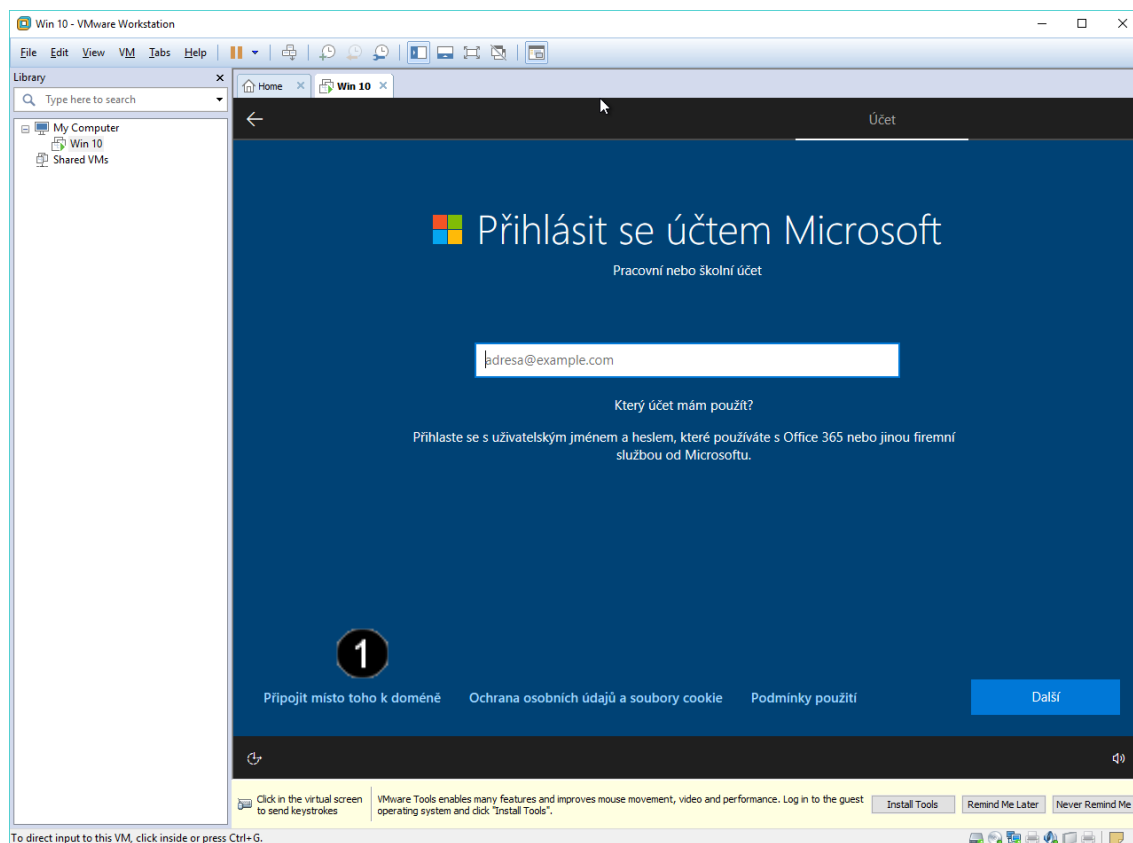 Win 10 - VMware Workstation
File Edit View VM Tabs Help
Library
Type here to search
My Computer
Win 10
Shared VMs
Home
Win 10
Účet
Přihlásit se účtem Microsoft
Pracovní nebo školní účet
adresa@example.com
Který účet mám použít?
Přihlaste se s uživatelským jménem a heslem, které používáte s Office 365 nebo jinou firemní
službou od Microsoftu.
1
Připojit místo toho k doméně Ochrana osobních údajů a soubory cookie Podmínky použití Další
Click in the virtual screen
to send keystrokes
VMware Tools enables many features and improves mouse movement, video and performance. Log in to the guest
operating system and click "Install Tools".
Install Tools Remind Me Later Never Remind Me
To direct input to this VM, click inside or press Ctrl+G.